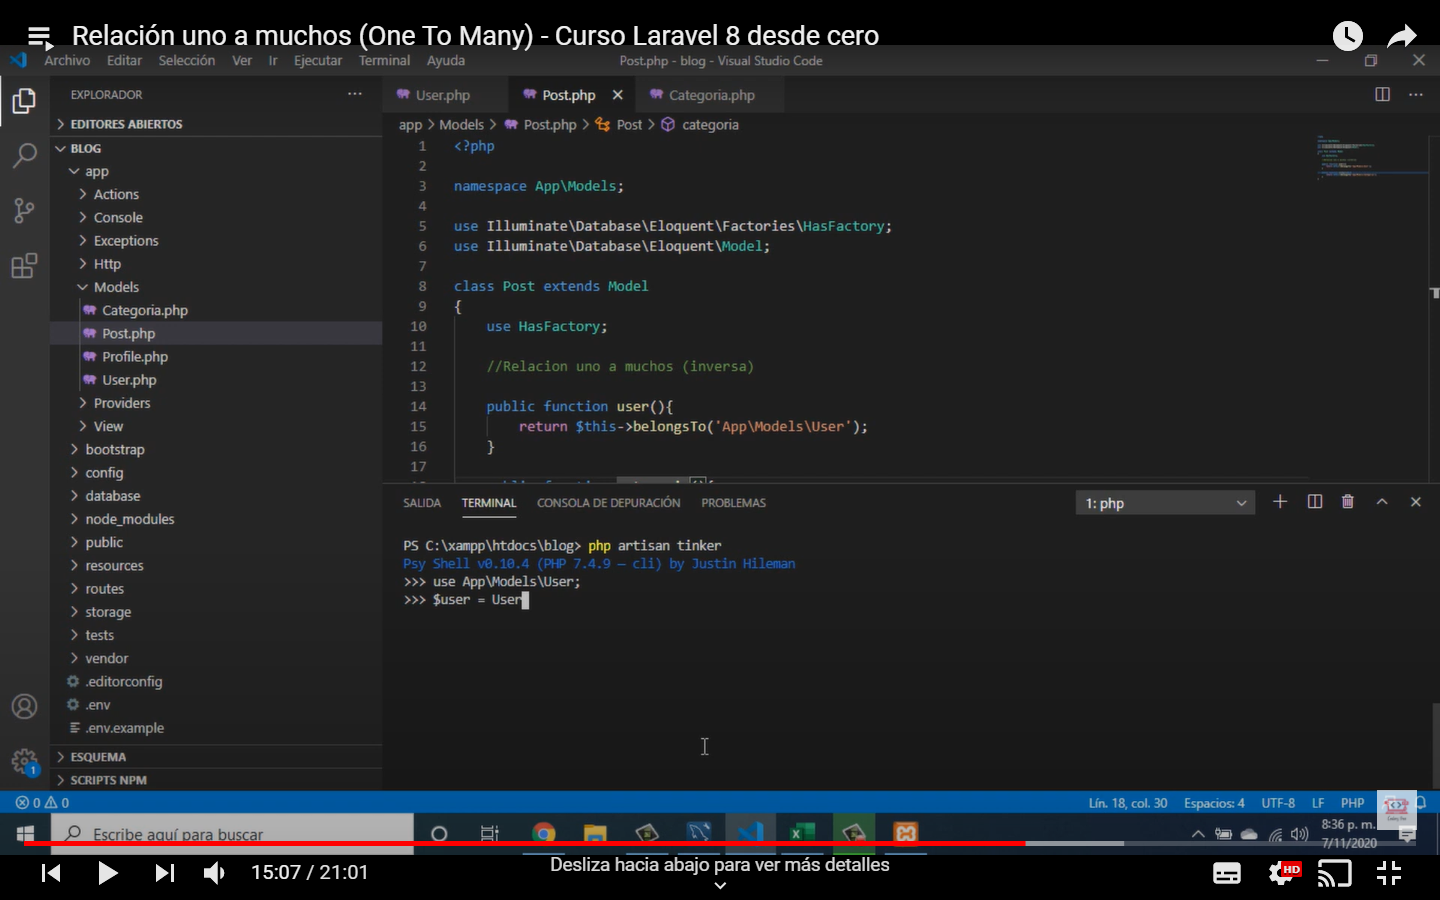 Relación uno a muchos (One To Many) - Curso Laravel 8 desde cero
Archivo Editar Selección Ver Ir Ejecutar Terminal Ayuda
Post.php - blog - Visual Studio Code
EXPLORADOR
User.php
Post.php
Categoria.php
EDITORES ABIERTOS
app > Models > Post.php > Post > categoria
BLOG
app
Actions
Console
Exceptions
Http
Models
Categoria.php
Post.php
Profile.php
User.php
Providers
View
bootstrap
config
database
node_modules
public
resources
routes
storage
tests
vendor
.editorconfig
.env
.env.example
ESQUEMA
SCRIPTS NPM
1 <?php
2
3 namespace App\Models;
4
5 use Illuminate\Database\Eloquent\Factories\HasFactory;
6 use Illuminate\Database\Eloquent\Model;
7
8 class Post extends Model
9 {
10 use HasFactory;
11
12 //Relacion uno a muchos (inversa)
13
14 public function user(){
15 return $this->belongsTo('App\Models\User');
16 }
17
SALIDA TERMINAL CONSOLA DE DEPURACIÓN PROBLEMAS
1: php
PS C:\xampp\htdocs\blog> php artisan tinker
Psy Shell v0.10.4 (PHP 7.4.9 — cli) by Justin Hileman
>>> use App\Models\User;
>>> $user = User
0 0
1
Lín. 18, col. 30 Espacios: 4 UTF-8 LF PHP
Escribe aquí para buscar
8:36 p. m.
7/11/2020
15:07 / 21:01
Desliza hacia abajo para ver más detalles
HD